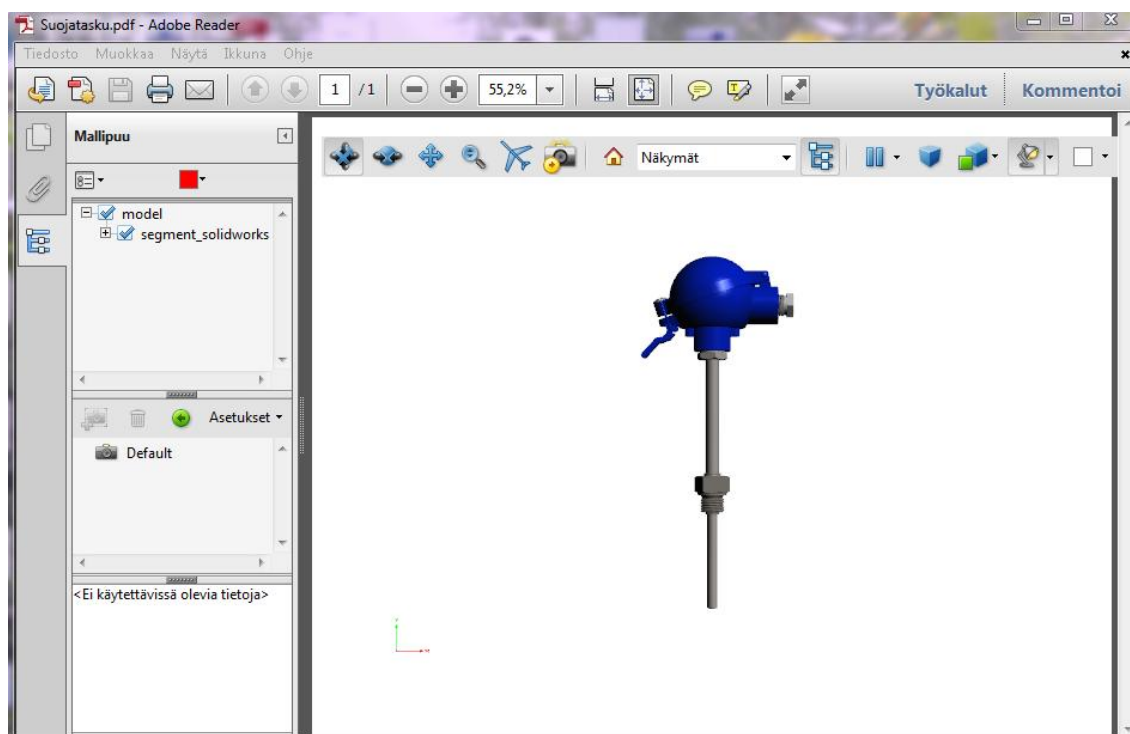 Suojatasku.pdf - Adobe Reader
Tiedosto Muokkaa Näytä Ikkuna Ohje
1 /1 55,2% Työkalut Kommentoi
Mallipuu
Näkymät
model
segment_solidworks
Asetukset
Default
<Ei käytettävissä olevia tietoja>